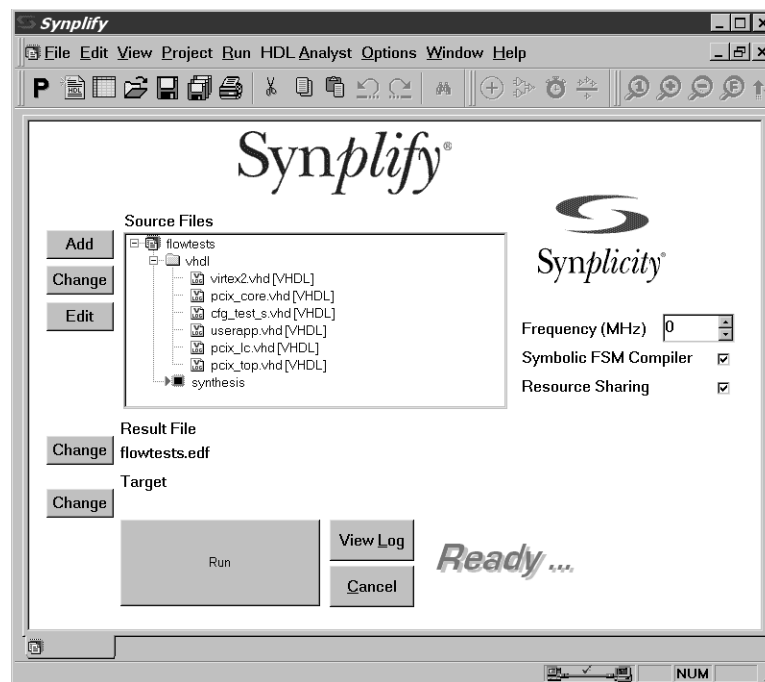 Synplify
File Edit View Project Run HDL Analyst Options Window Help
P HDL 1 F
Synplify®
Source Files
Add
Change
Edit
flowtests
vhdl
virtex2.vhd [VHDL]
pcix_core.vhd [VHDL]
cfg_test_s.vhd [VHDL]
userapp.vhd [VHDL]
pcix_lc.vhd [VHDL]
pcix_top.vhd [VHDL]
synthesis
Synplicity®
Frequency (MHz) 0
Symbolic FSM Compiler
Resource Sharing
Result File
Change flowtests.edf
Target
Change
Run
View Log
Cancel
Ready ...
NUM